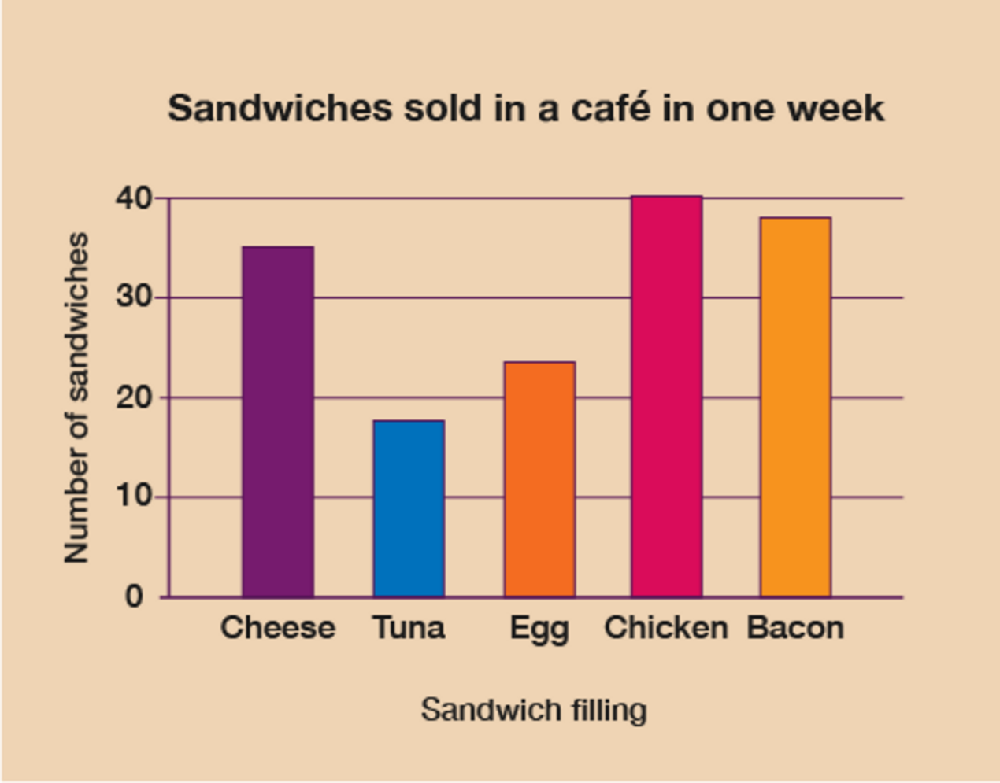 Sandwiches sold in a café in one week
Number of sandwiches
40
30
20
10
0
Cheese Tuna Egg Chicken Bacon
Sandwich filling